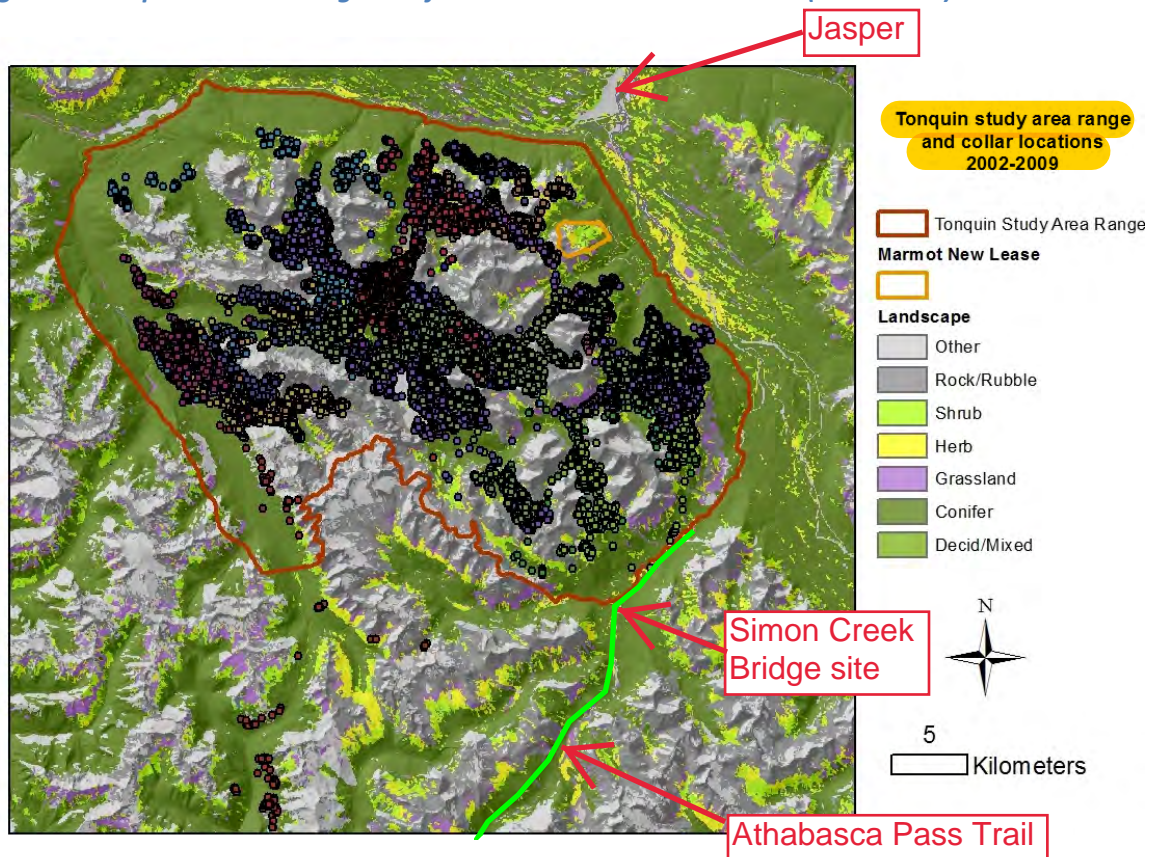 Jasper
Tonquin study area range
and collar locations
2002-2009
Tonquin Study Area Range
Marmot New Lease
Landscape
Other
Rock/Rubble
Shrub
Herb
Grassland
Conifer
Decid/Mixed
N
Simon Creek
Bridge site
5
Kilometers
Athabasca Pass Trail